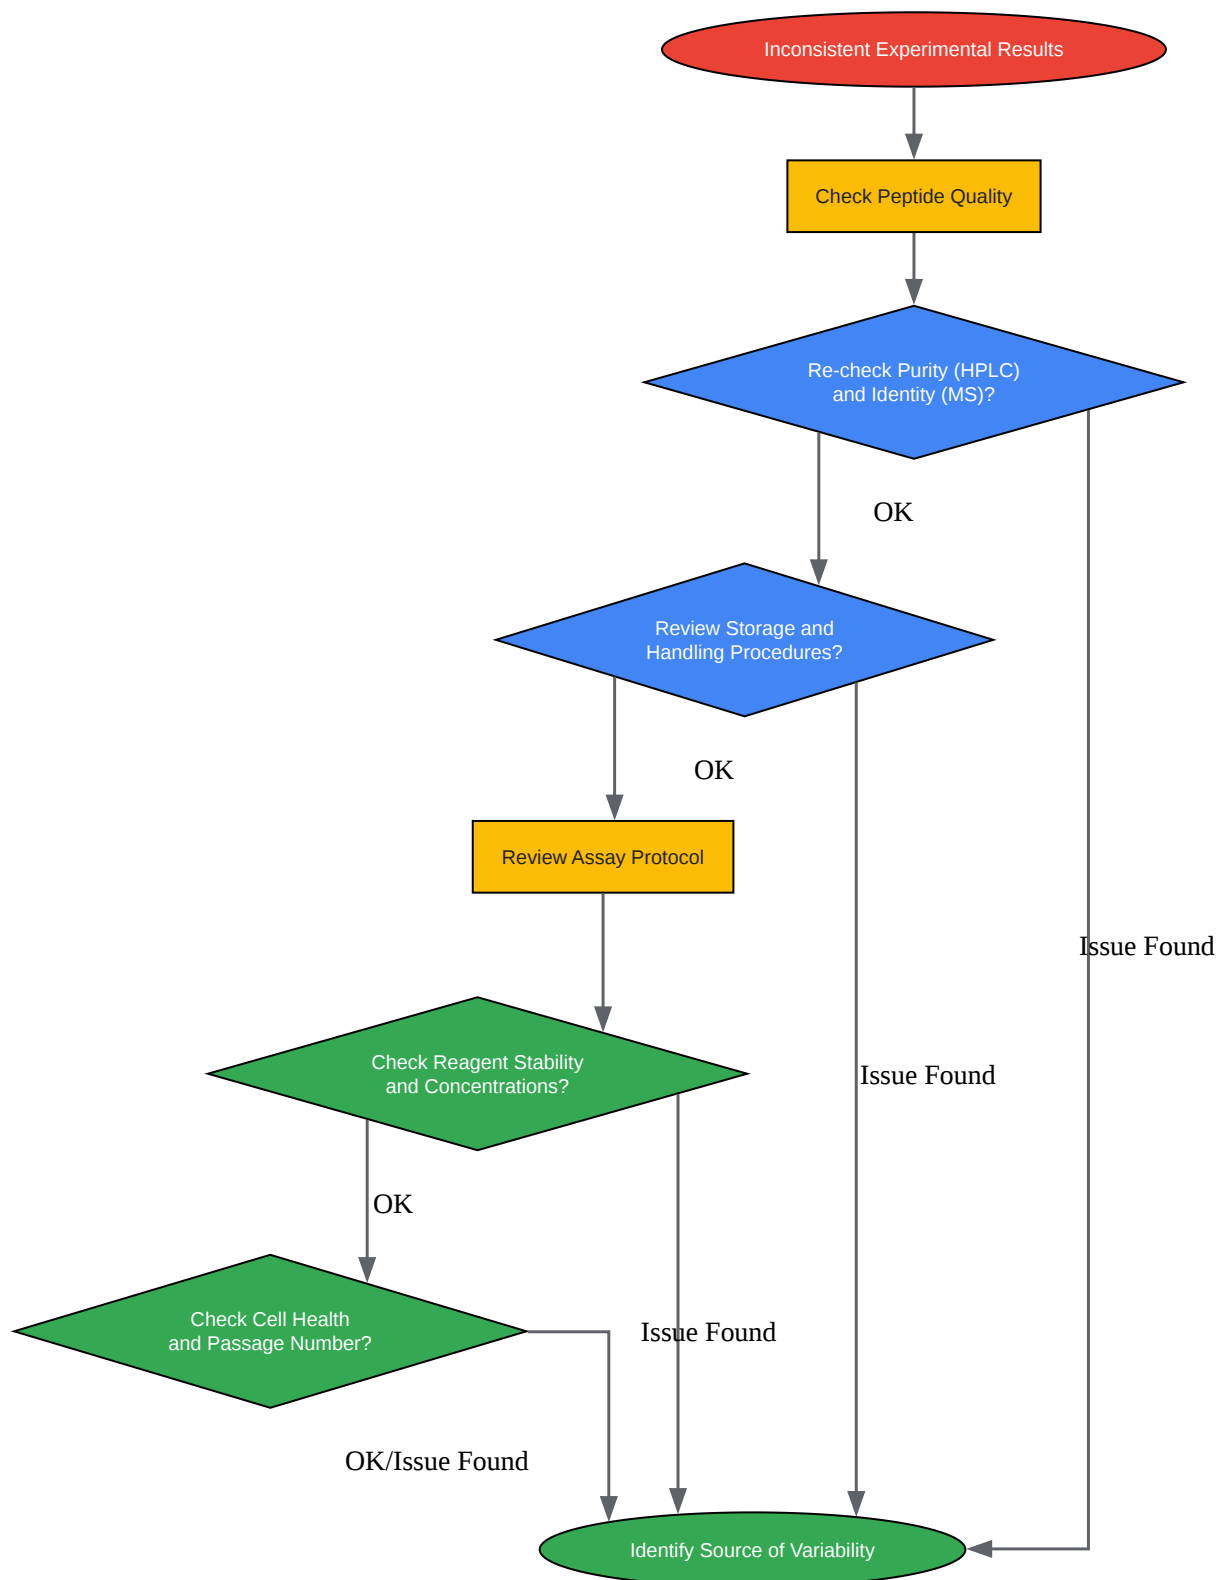 Inconsistent Experimental Results
Check Peptide Quality
Re-check Purity (HPLC)
and Identity (MS)?
OK
Review Storage and
Handling Procedures?
OK
Review Assay Protocol
Issue Found
Check Reagent Stability
and Concentrations?
Issue Found
OK
Check Cell Health
and Passage Number?
Issue Found
OK/Issue Found
Identify Source of Variability